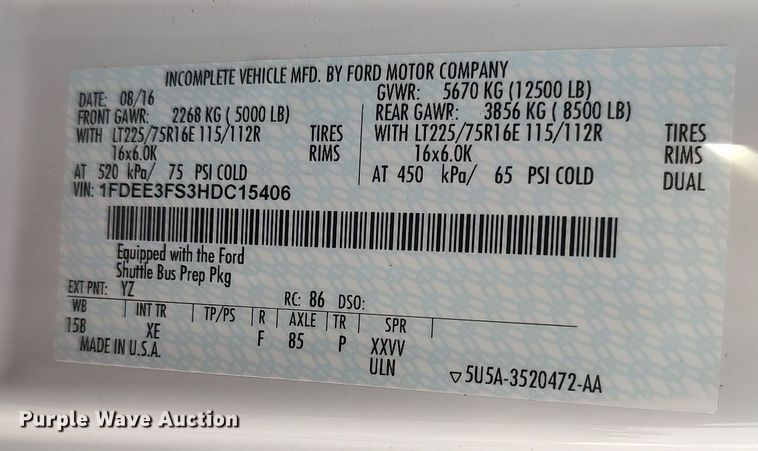 INCOMPLETE VEHICLE MFD. BY FORD MOTOR COMPANY
DATE: 08/16 GVWR: 5670 KG (12500 LB)
FRONT GAWR: 2268 KG ( 5000 LB) REAR GAWR: 3856 KG ( 8500 LB)
WITH LT225/75R16E 115/112R TIRES WITH LT225/75R16E 115/112R TIRES
16x6.0K RIMS 16x6.0K RIMS
AT 520 kPa/ 75 PSI COLD AT 450 kPa/ 65 PSI COLD DUAL
VIN: 1FDEE3FS3HDC15406
Equipped with the Ford
Shuttle Bus Prep Pkg
EXT PNT: YZ RC: 86 DSO:
WB INT TR TP/PS R AXLE TR SPR
158 XE F 85 P XXVV
MADE IN U.S.A. ULN
5U5A-3520472-AA
Purple Wave Auction